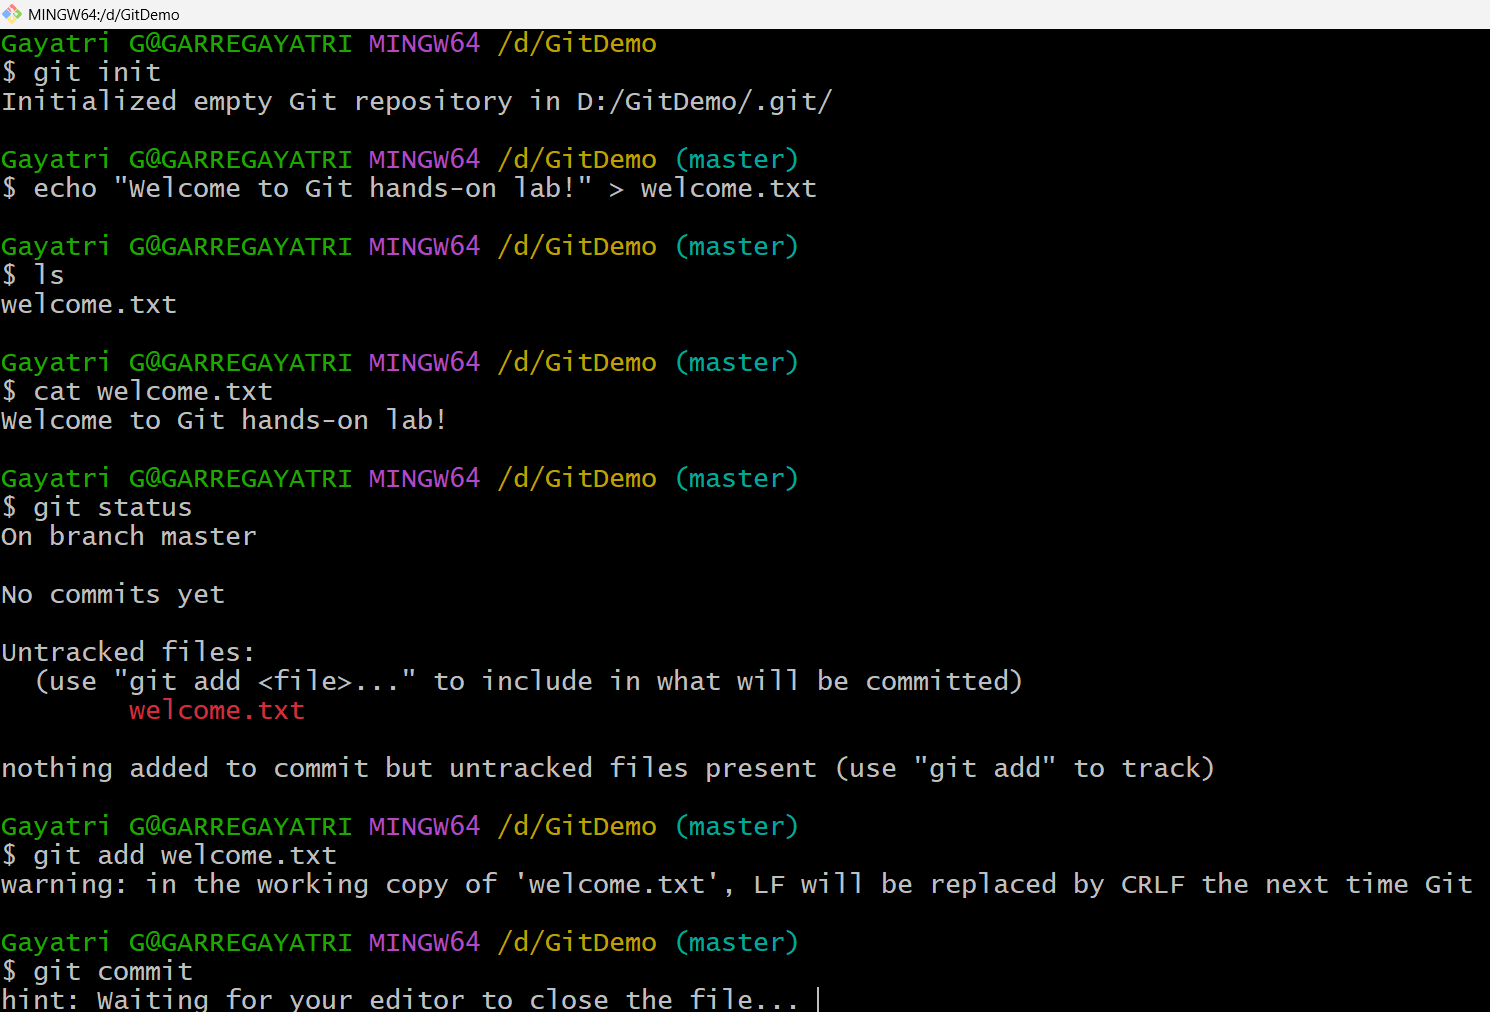 MINGW64:/d/GitDemo
Gayatri G@GARREGAYATRI MINGW64 /d/GitDemo
$ git init
Initialized empty Git repository in D:/GitDemo/.git/
Gayatri G@GARREGAYATRI MINGW64 /d/GitDemo (master)
$ echo "Welcome to Git hands-on lab!" > welcome.txt
Gayatri G@GARREGAYATRI MINGW64 /d/GitDemo (master)
$ ls
welcome.txt
Gayatri G@GARREGAYATRI MINGW64 /d/GitDemo (master)
$ cat welcome.txt
Welcome to Git hands-on lab!
Gayatri G@GARREGAYATRI MINGW64 /d/GitDemo (master)
$ git status
On branch master
No commits yet
Untracked files:
  (use "git add <file>..." to include in what will be committed)
        welcome.txt
nothing added to commit but untracked files present (use "git add" to track)
Gayatri G@GARREGAYATRI MINGW64 /d/GitDemo (master)
$ git add welcome.txt
warning: in the working copy of 'welcome.txt', LF will be replaced by CRLF the next time Git
Gayatri G@GARREGAYATRI MINGW64 /d/GitDemo (master)
$ git commit
hint: Waiting for your editor to close the file...